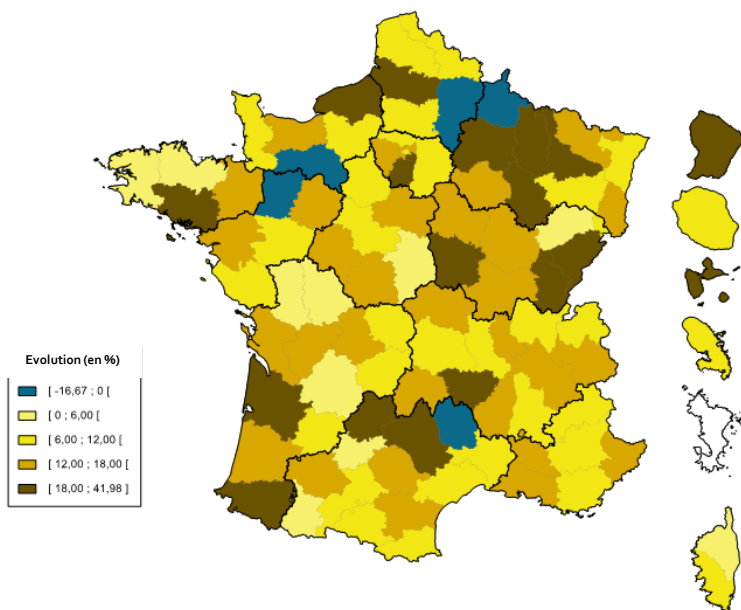 Evolution (en %)
[ -16,67 ; 0 [
[ 0 ; 6,00 [
[ 6,00 ; 12,00 [
[ 12,00 ; 18,00 [
[ 18,00 ; 41,98 ]